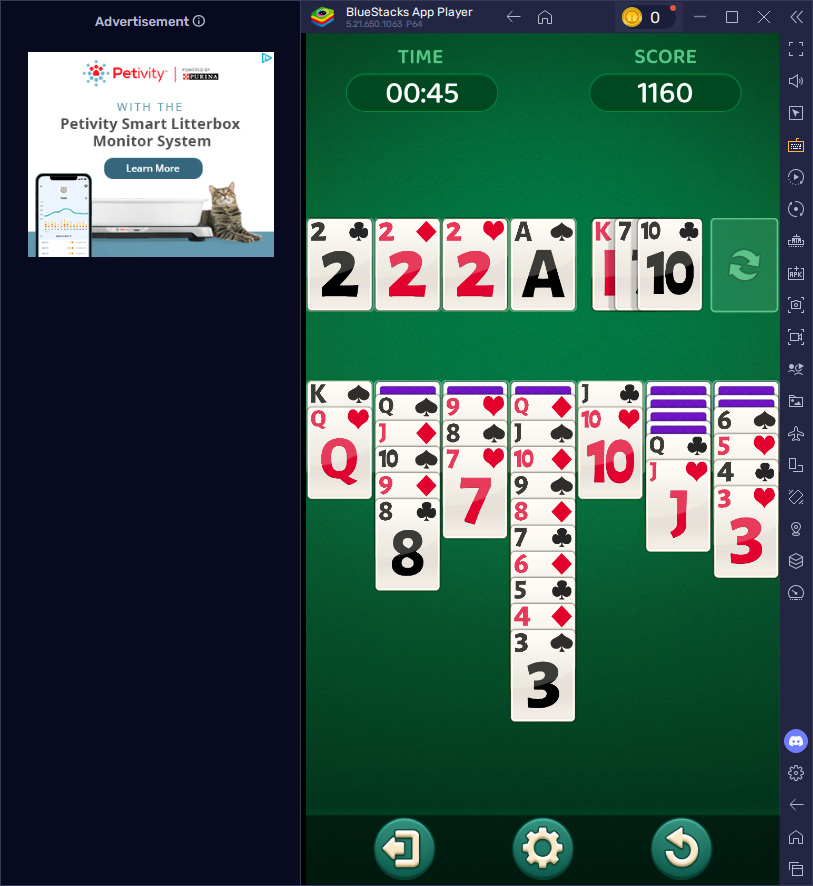 Advertisement
Petivity | POWERED BY PURINA
WITH THE
Petivity Smart Litterbox
Monitor System
Learn More
BlueStacks App Player
5.21.650.1063 P64
0
TIME
SCORE
00:45
1160
2 2 2 A K 7 10
2 2 2 A 10
K Q 9 Q J Q 6
Q J 8 J 10 J 5
Q 10 7 10 10 J 4
9 7 9 3
8 8 3
8 7
6
5
4
3
3